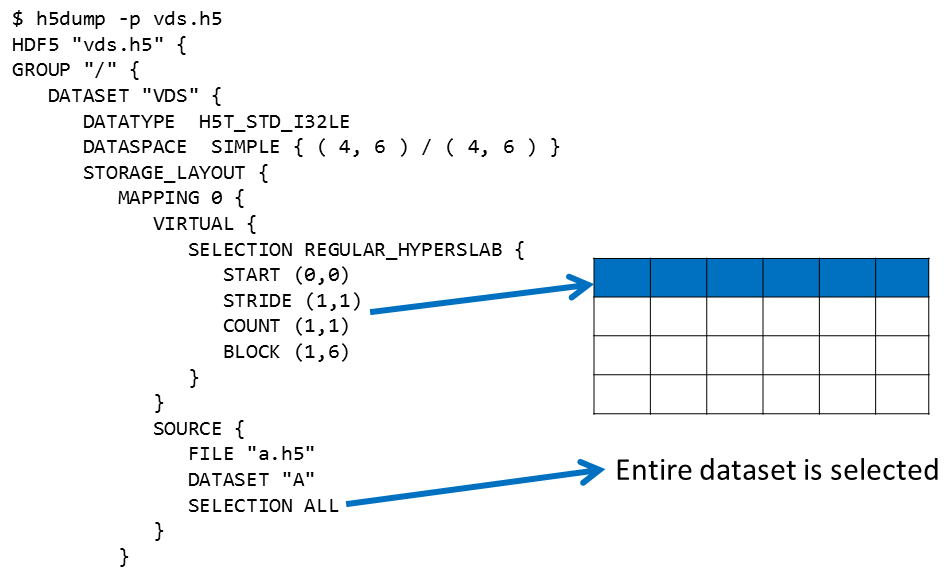 $ h5dump -p vds.h5
HDF5 "vds.h5" {
GROUP "/" {
   DATASET "VDS" {
      DATATYPE  H5T_STD_I32LE
      DATASPACE  SIMPLE { ( 4, 6 ) / ( 4, 6 ) }
      STORAGE_LAYOUT {
         MAPPING 0 {
            VIRTUAL {
               SELECTION REGULAR_HYPERSLAB {
                  START (0,0)
                  STRIDE (1,1)
                  COUNT (1,1)
                  BLOCK (1,6)
               }
            }
            SOURCE {
               FILE "a.h5"
               DATASET "A"
               SELECTION ALL
            }
         }
Entire dataset is selected